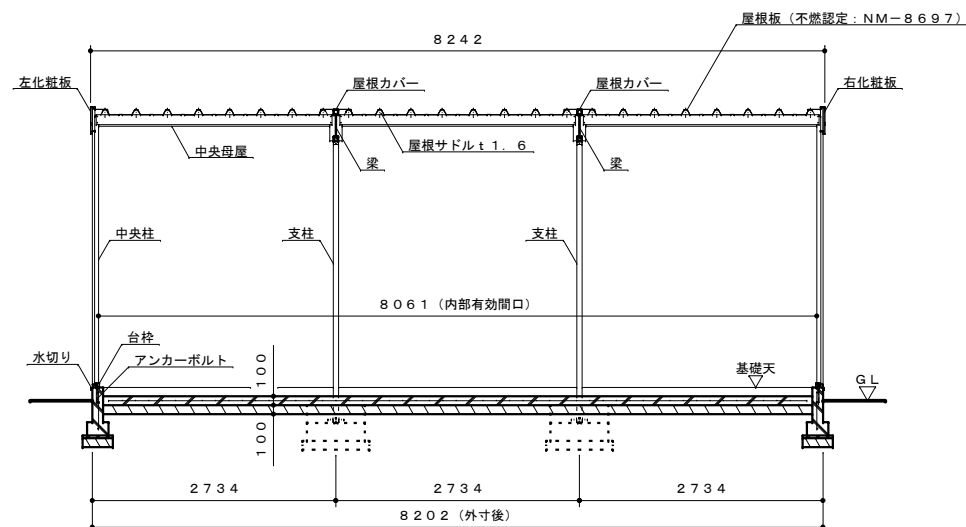 屋根板（不燃認定：ＮＭ－８６９７）
８２４２
左化粧板
屋根カバー
屋根カバー
右化粧板
中央母屋
屋根サドルｔ１．６
梁
梁
中央柱
支柱
支柱
８０６１（内部有効間口）
水切り
台枠
アンカーボルト
１００
基礎天
ＧＬ
１００
２７３４
２７３４
２７３４
８２０２（外寸後）